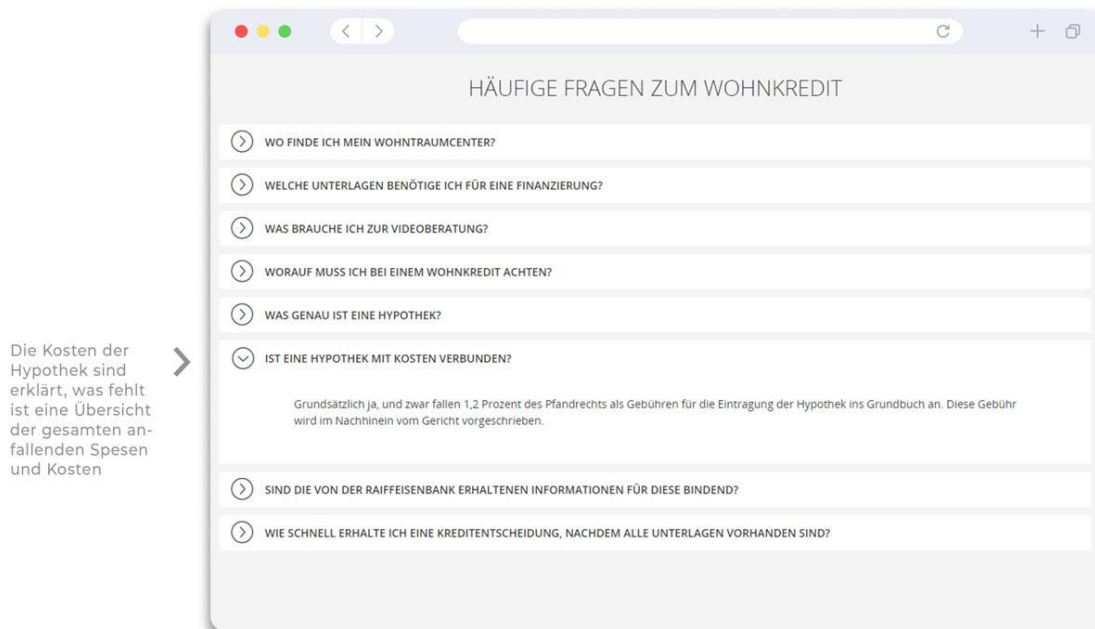 HÄUFIGE FRAGEN ZUM WOHNKREDIT
WO FINDE ICH MEIN WOHNTRAUMCENTER?
WELCHE UNTERLAGEN BENÖTIGE ICH FÜR EINE FINANZIERUNG?
WAS BRAUCHE ICH ZUR VIDEOBERATUNG?
WORAUF MUSS ICH BEI EINEM WOHNKREDIT ACHTEN?
WAS GENAU IST EINE HYPOTHEK?
Die Kosten der
Hypothek sind
erklärt, was fehlt
ist eine Übersicht
der gesamten an-
fallenden Spesen
und Kosten
IST EINE HYPOTHEK MIT KOSTEN VERBUNDEN?
Grundsätzlich ja, und zwar fallen 1,2 Prozent des Pfandrechts als Gebühren für die Eintragung der Hypothek ins Grundbuch an. Diese Gebühr
wird im Nachhinein vom Gericht vorgeschrieben.
SIND DIE VON DER RAIFFEISENBANK ERHALTENEN INFORMATIONEN FÜR DIESE BINDEND?
WIE SCHNELL ERHALTE ICH EINE KREDITENTSCHEIDUNG, NACHDEM ALLE UNTERLAGEN VORHANDEN SIND?